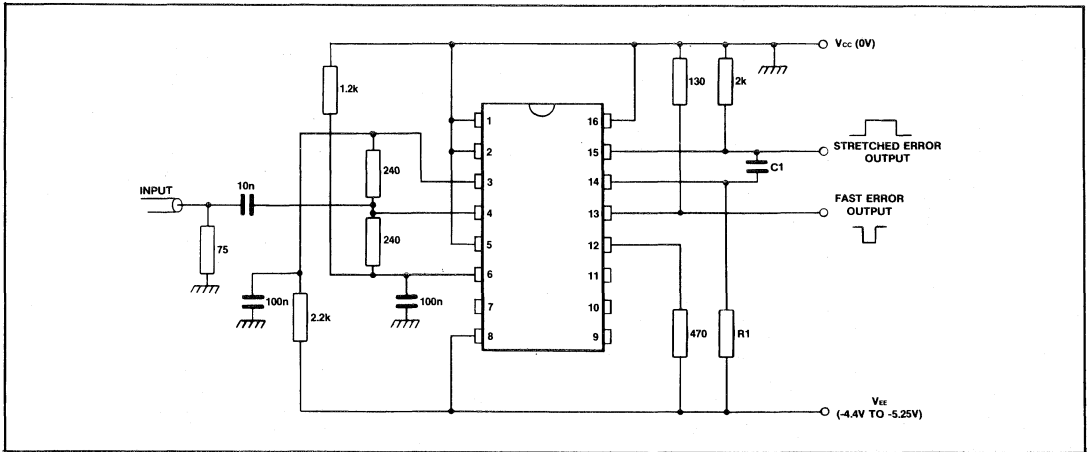 Vcc (0V)
1.2k
130
2k
1
16
2
15
STRETCHED ERROR
OUTPUT
C1
240
3
14
INPUT
10n
4
13
FAST ERROR
OUTPUT
75
240
5
12
6
11
100n
2.2k
100n
7
10
470
R1
8
9
VEE
(-4.4V TO -5.25V)